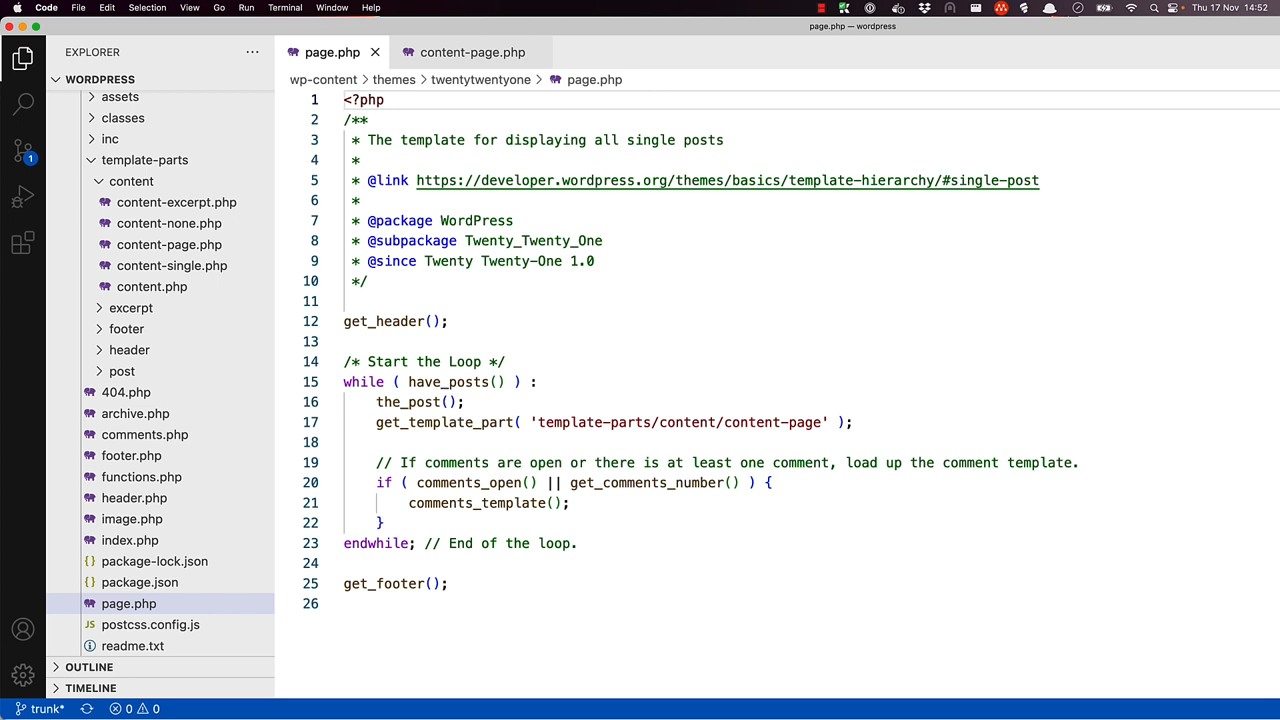 Code File Edit Selection View Go Run Terminal Window Help Thu 17 Nov 14:52
page.php — wordpress
EXPLORER ···
WORDPRESS
assets
classes
inc
template-parts
content
content-excerpt.php
content-none.php
content-page.php
content-single.php
content.php
excerpt
footer
header
post
404.php
archive.php
comments.php
footer.php
functions.php
header.php
image.php
index.php
{} package-lock.json
{} package.json
page.php
JS postcss.config.js
readme.txt
OUTLINE
TIMELINE
1
page.php content-page.php
wp-content > themes > twentytwentyone > page.php
1 <?php
2 /**
3 * The template for displaying all single posts
4 *
5 * @link https://developer.wordpress.org/themes/basics/template-hierarchy/#single-post
6 *
7 * @package WordPress
8 * @subpackage Twenty_Twenty_One
9 * @since Twenty Twenty-One 1.0
10 */
11
12 get_header();
13
14 /* Start the Loop */
15 while ( have_posts() ) :
16 the_post();
17 get_template_part( 'template-parts/content/content-page' );
18
19 // If comments are open or there is at least one comment, load up the comment template.
20 if ( comments_open() || get_comments_number() ) {
21 comments_template();
22 }
23 endwhile; // End of the loop.
24
25 get_footer();
26
trunk* 0 0